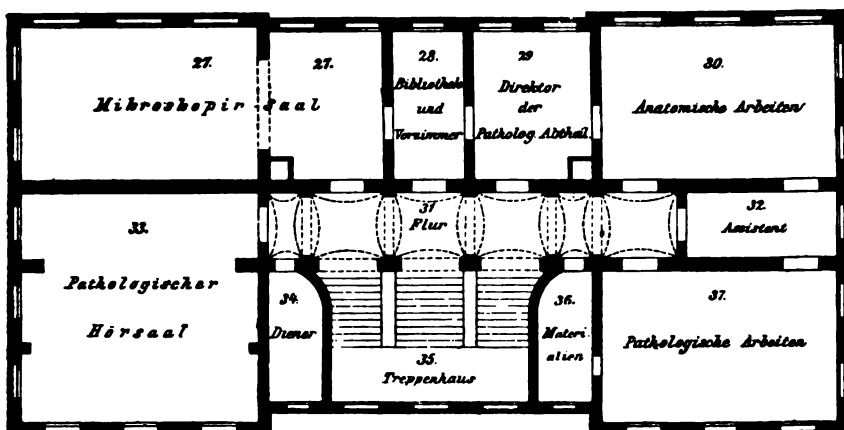 27.
27.
Mikroskopir Saal
28.
Bibliothek
und
Vorzimmer
29
Direktor
der
Patholog. Abtheil.
30.
Anatomische Arbeiten
31
Flur
32.
Assistent
33.
Pathologischer
Hörsaal
34.
Diener
35.
Treppenhaus
36.
Materi-
alien
37.
Pathologische Arbeiten